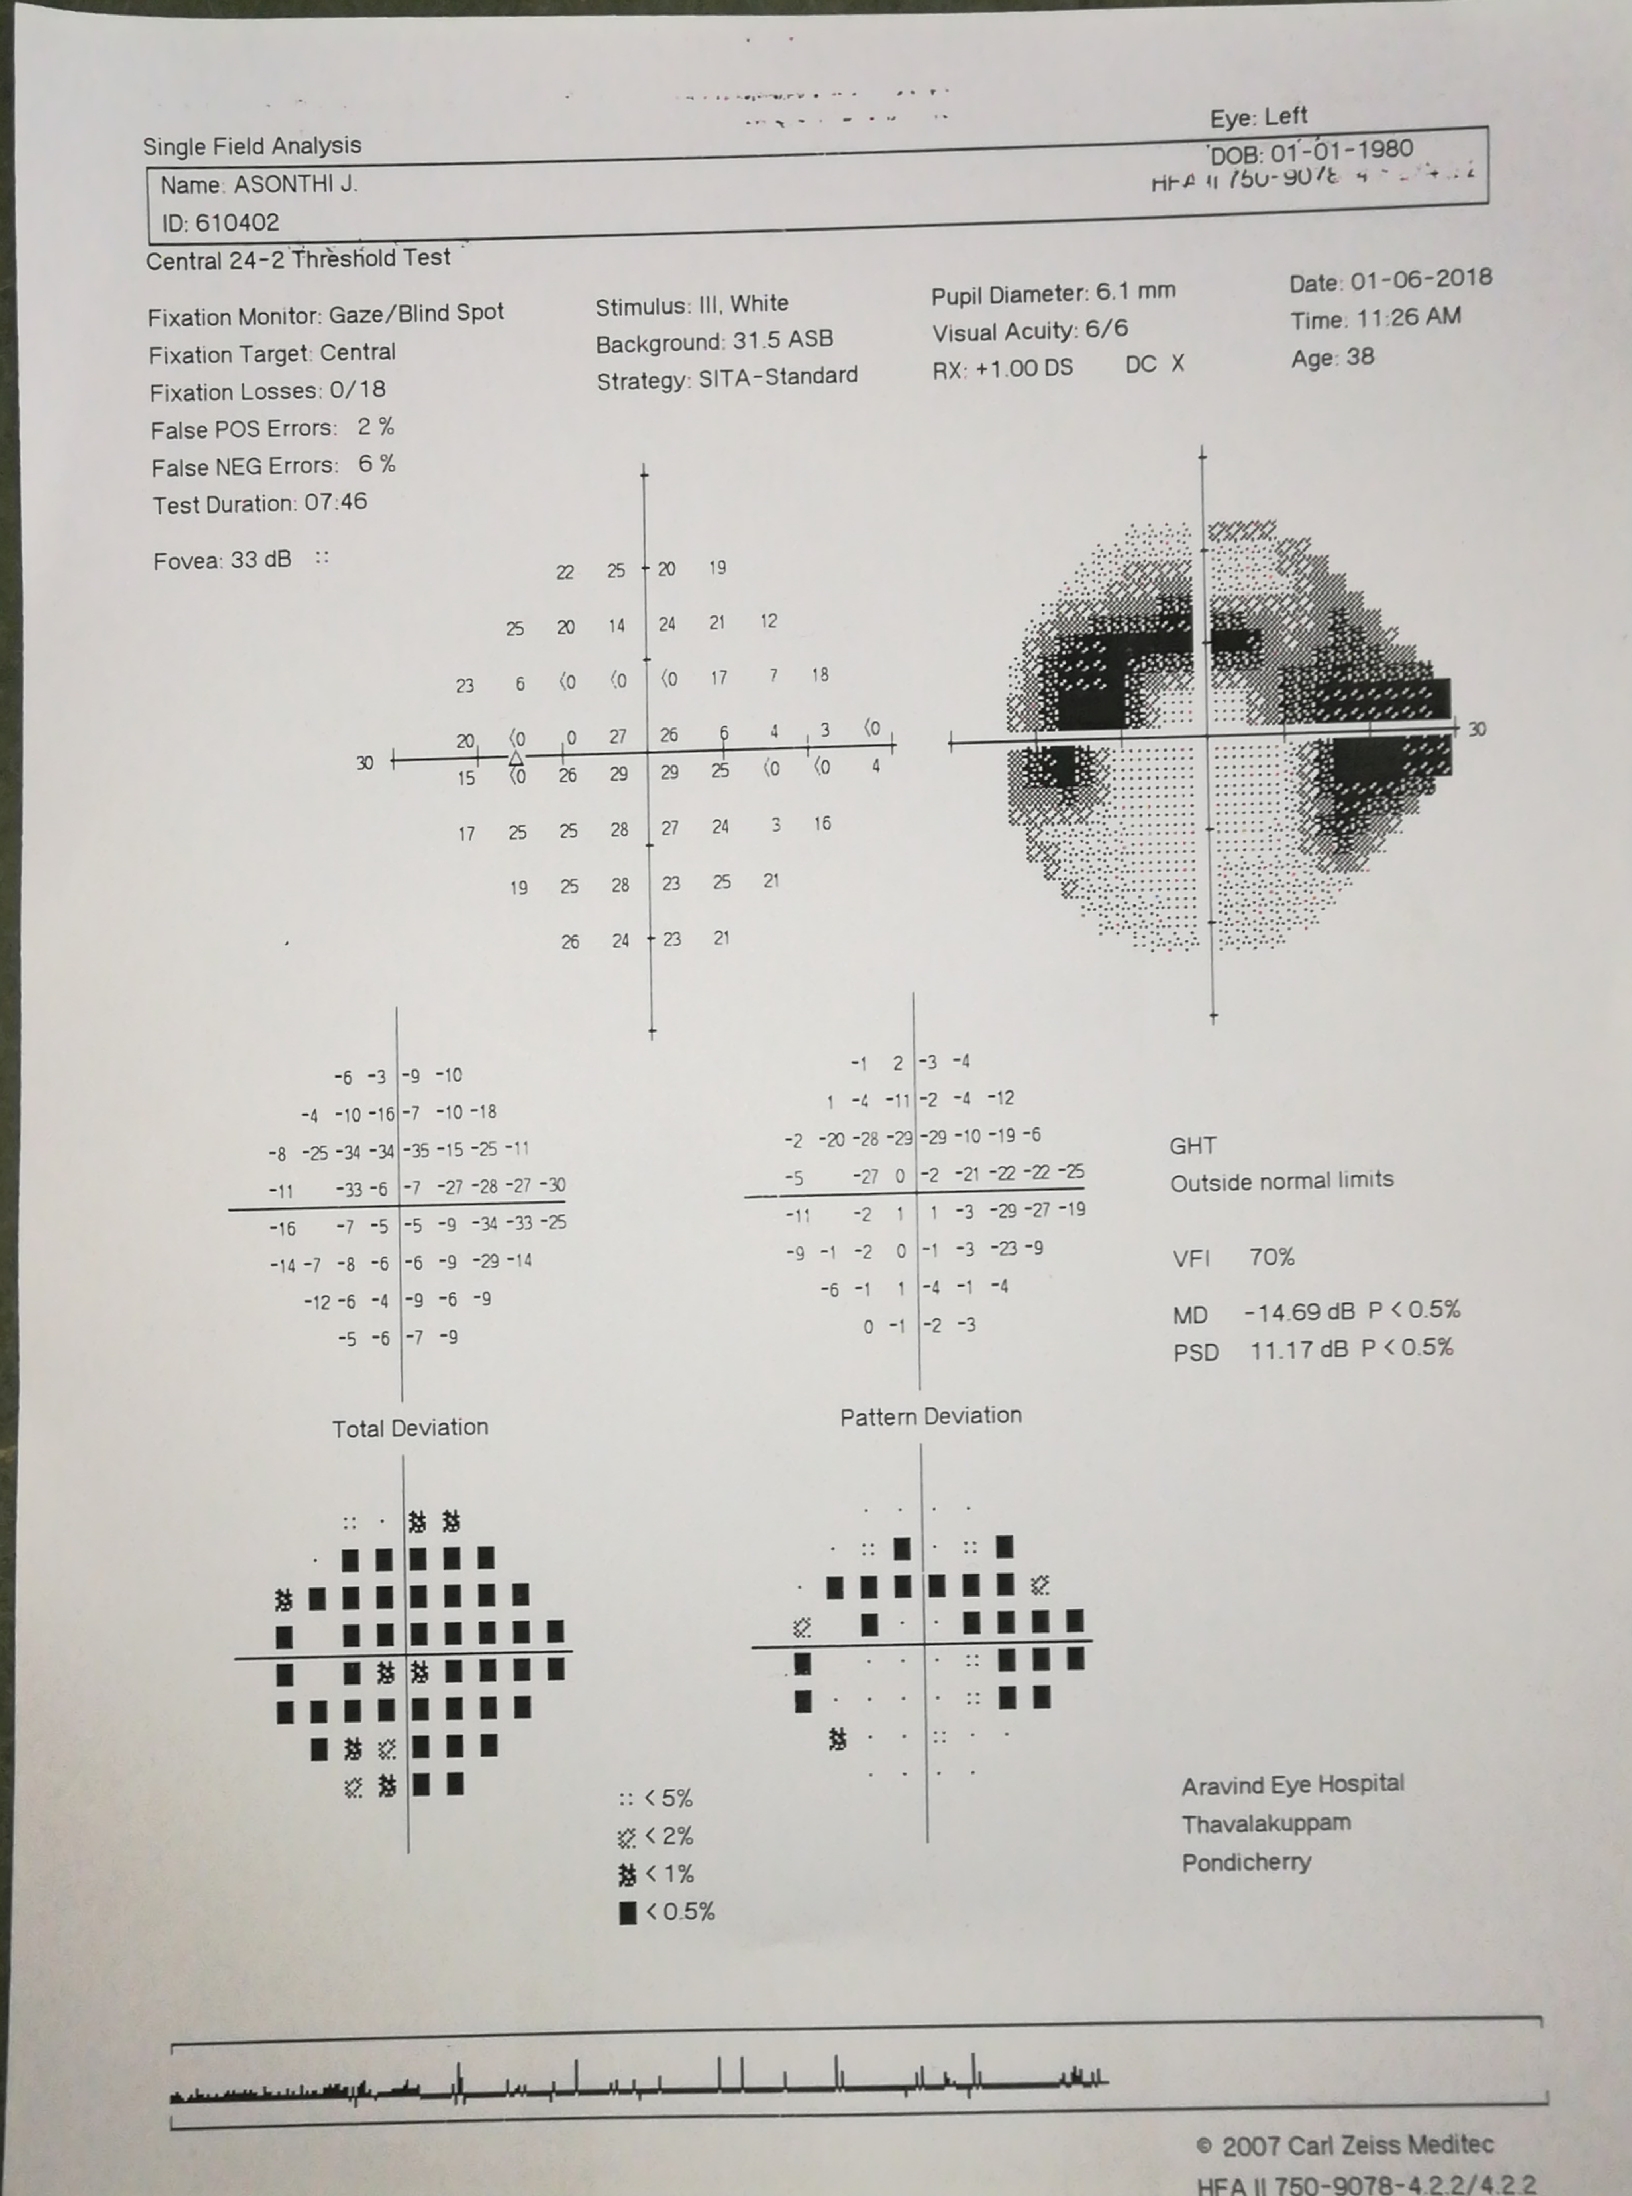 Eye: Left
Single Field Analysis
DOB: 01-01-1980
Name: ASONTHI J.
HFA II 750-9078
ID: 610402
Central 24-2 Threshold Test
Fixation Monitor: Gaze/Blind Spot
Stimulus: III, White
Pupil Diameter: 6.1 mm
Date: 01-06-2018
Fixation Target: Central
Background: 31.5 ASB
Visual Acuity: 6/6
Time: 11:26 AM
Fixation Losses: 0/18
Strategy: SITA-Standard
RX: +1.00 DS DC X
Age: 38
False POS Errors: 2 %
False NEG Errors: 6 %
Test Duration: 07:46
Fovea: 33 dB ::
22 25 20 19
25 20 14 24 21 12
23 6 <0 <0 <0 17 7 18
20 <0 0 27 26 6 4 3 <0
30
30
15 <0 26 29 29 25 <0 <0 4
17 25 25 28 27 24 3 16
19 25 28 23 25 21
26 24 23 21
-6 -3 -9 -10
-4 -10 -16 -7 -10 -18
-8 -25 -34 -34 -35 -15 -25 -11
-11 -33 -6 -7 -27 -28 -27 -30
-16 -7 -5 -5 -9 -34 -33 -25
-14 -7 -8 -6 -6 -9 -29 -14
-12 -6 -4 -9 -6 -9
-5 -6 -7 -9
Total Deviation
-1 2 -3 -4
1 -4 -11 -2 -4 -12
-2 -20 -28 -29 -29 -10 -19 -6
-5 -27 0 -2 -21 -22 -22 -25
-11 -2 1 1 -3 -29 -27 -19
-9 -1 -2 0 -1 -3 -23 -9
-6 -1 1 -4 -1 -4
0 -1 -2 -3
Pattern Deviation
GHT
Outside normal limits
VFI 70%
MD -14.69 dB P < 0.5%
PSD 11.17 dB P < 0.5%
:: < 5%
< 2%
< 1%
< 0.5%
Aravind Eye Hospital
Thavalakuppam
Pondicherry
© 2007 Carl Zeiss Meditec
HFA II 750-9078-4.2.2/4.2.2